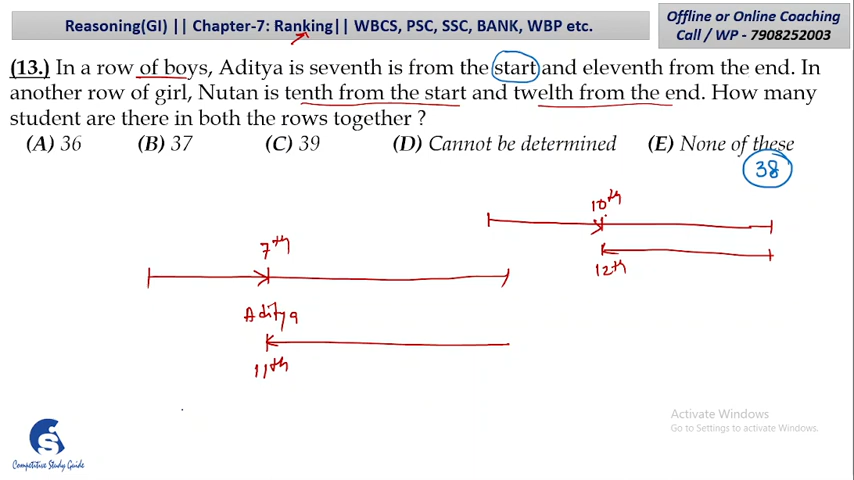 Reasoning(GI) || Chapter-7: Ranking|| WBCS, PSC, SSC, BANK, WBP etc.
Offline or Online Coaching
Call / WP - 7908252003
(13.) In a row of boys, Aditya is seventh is from the start and eleventh from the end. In
another row of girl, Nutan is tenth from the start and twelth from the end. How many
student are there in both the rows together ?
(A) 36 (B) 37 (C) 39 (D) Cannot be determined (E) None of these
38
10th
7th
12th
Aditya
11th
Activate Windows
Go to Settings to activate Windows.
CS
Competitive Study Guide